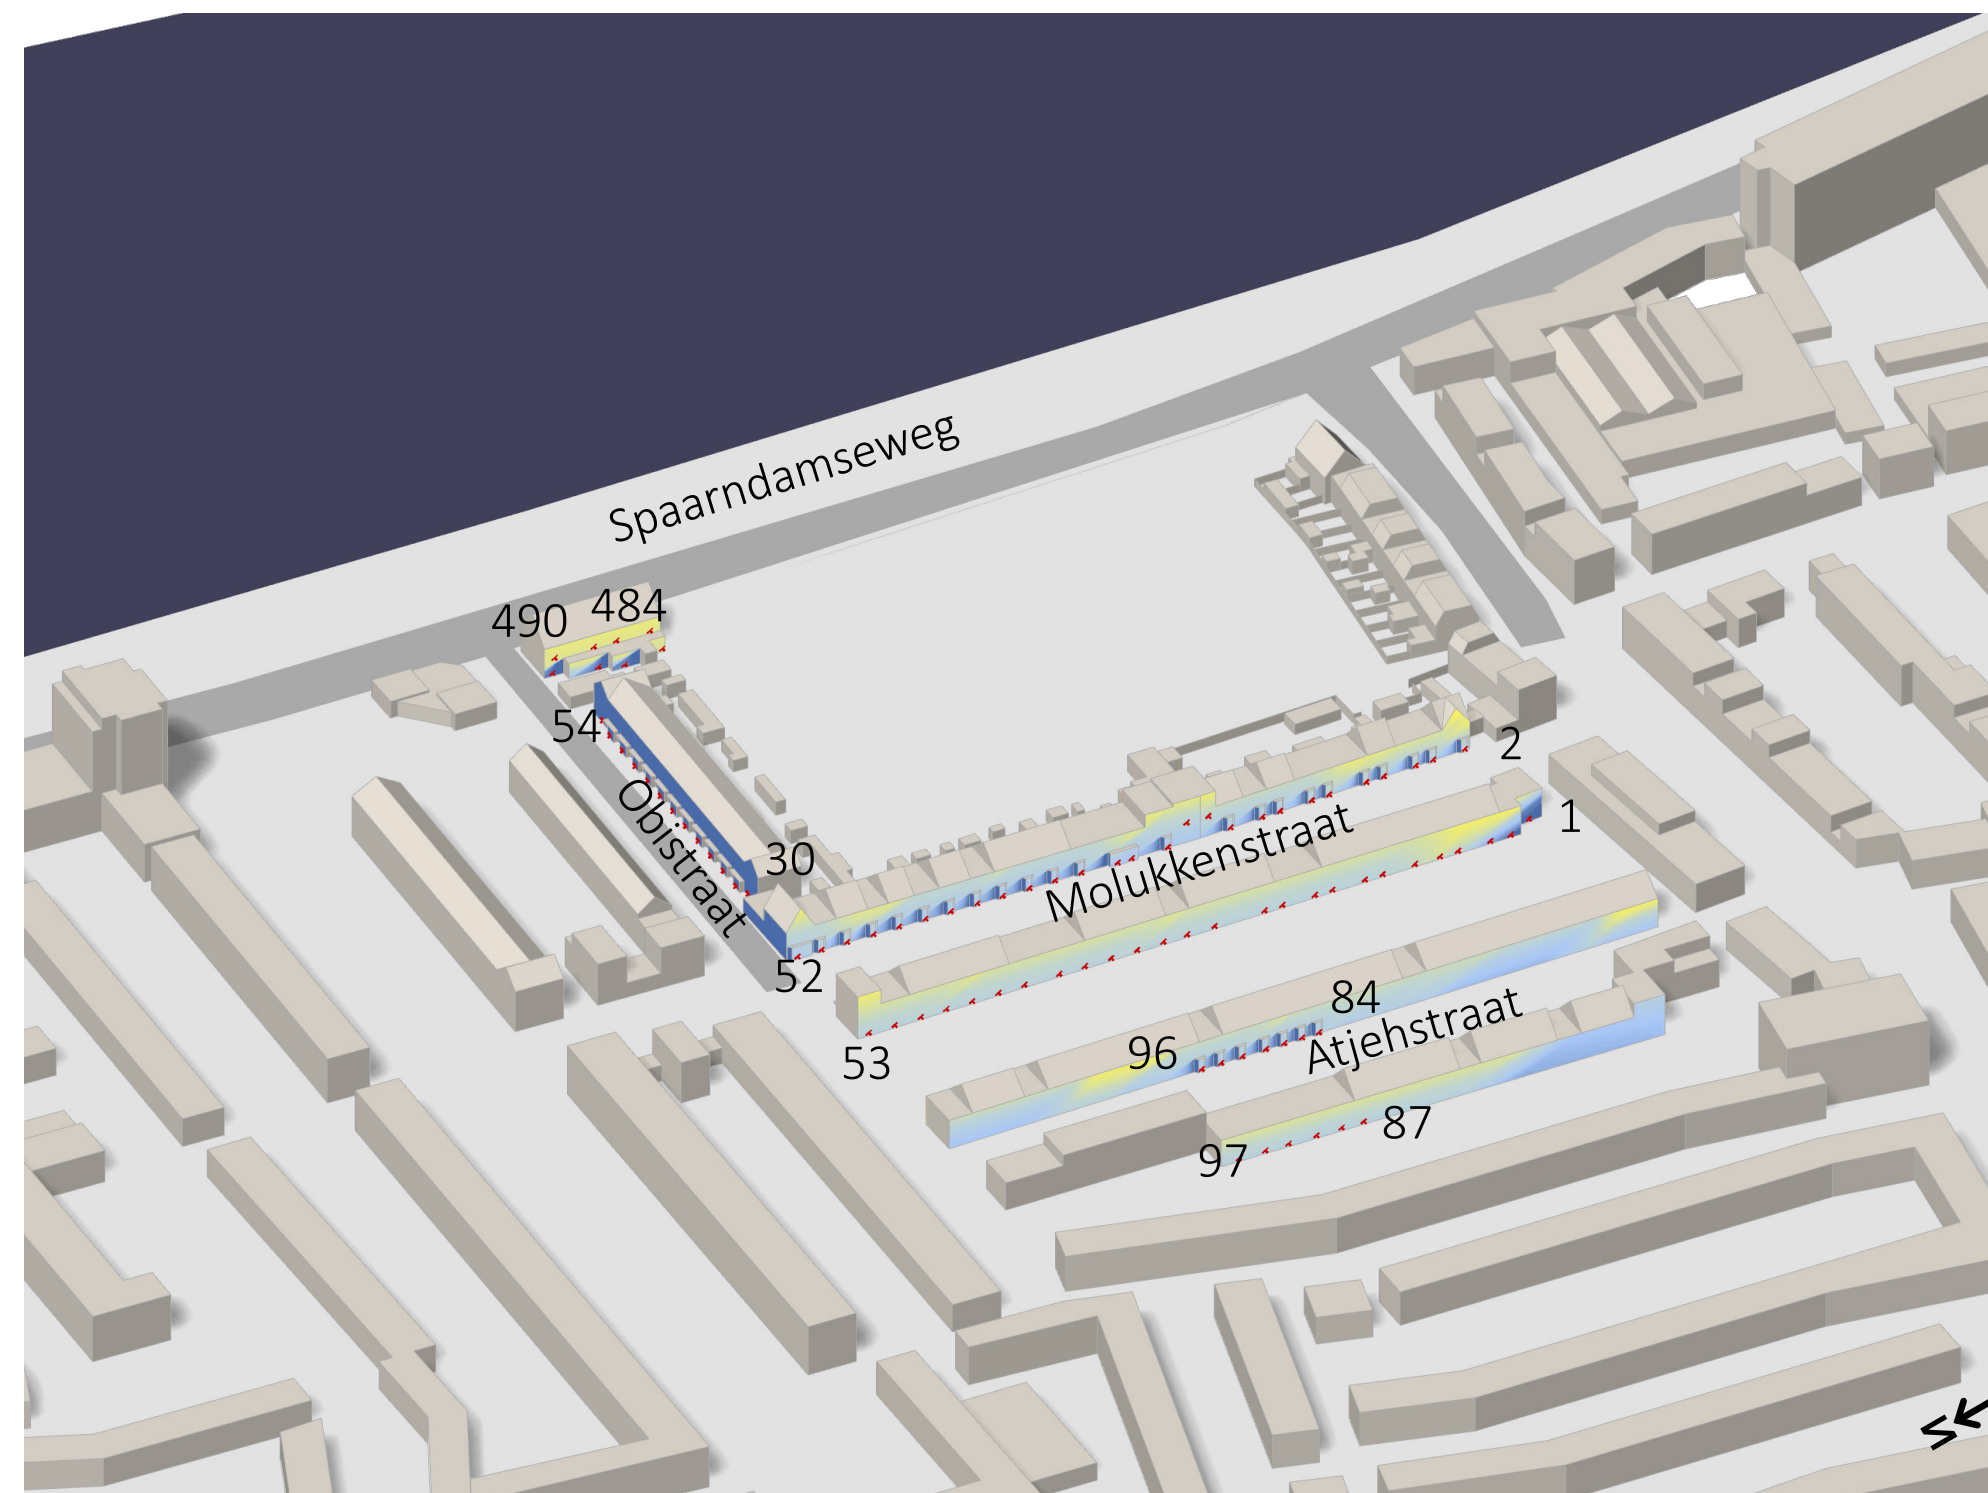 Spaarndamseweg
490
484
54
Obistraat
30
52
2
Molukkenstraat
1
53
84
96
Atjehstraat
87
97
N